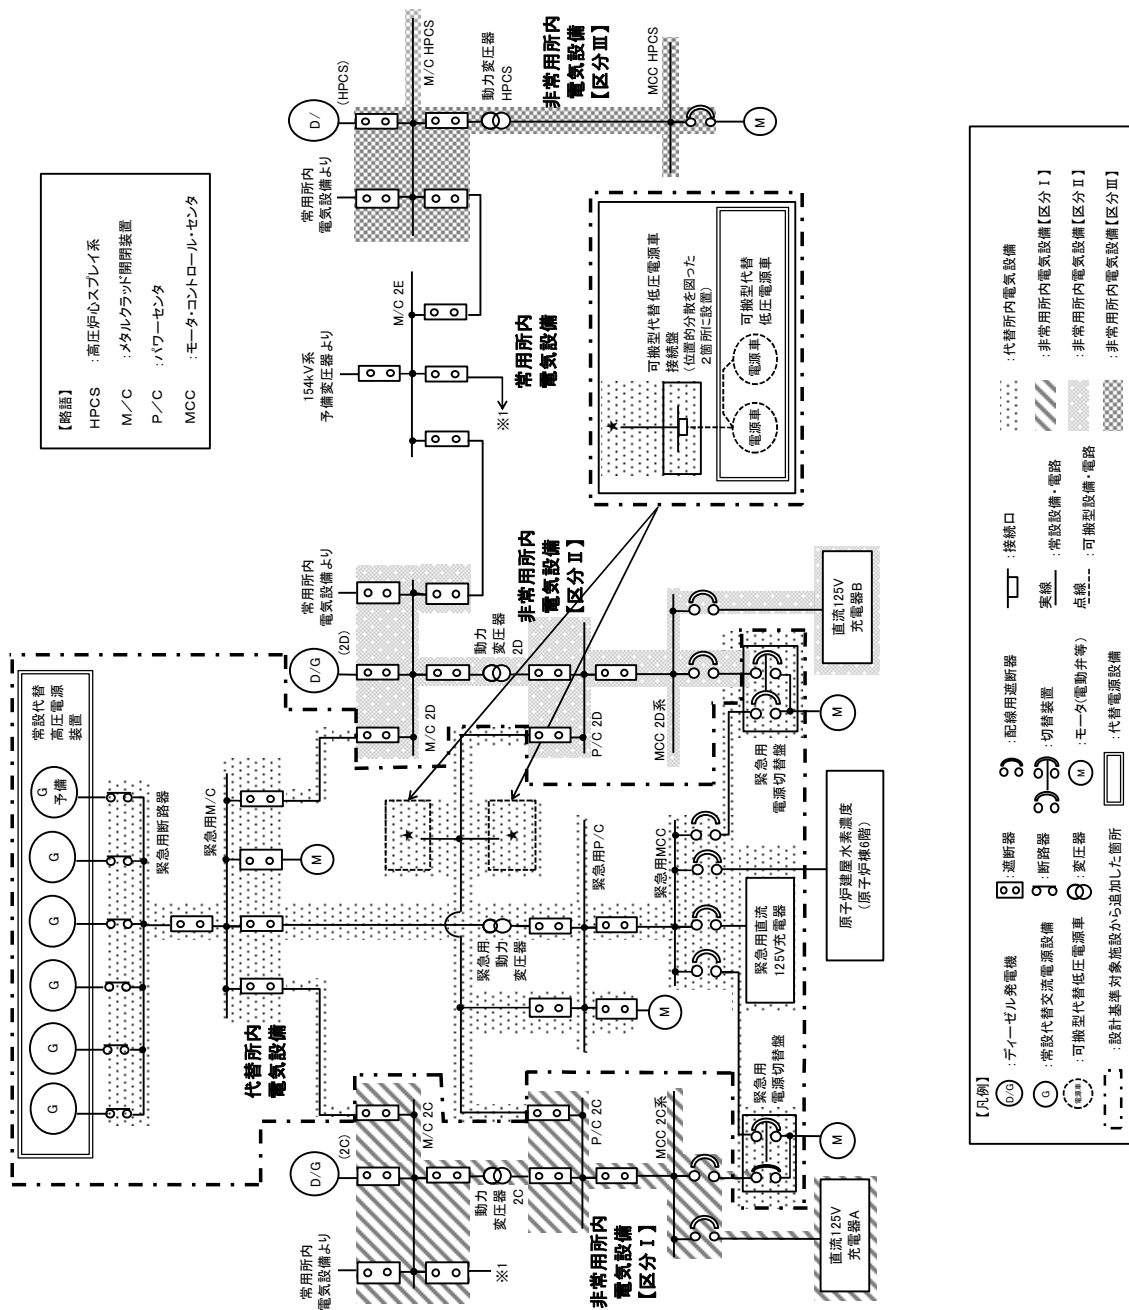 常設代替
高圧電源
装置
G
G
G
G
G
G
予備
緊急用断路器
緊急用M/C
M
代替所内
電気設備
緊急用
動力
変圧器
緊急用P/C
M
緊急用MCC
緊急用直流
125V充電器
原子炉建屋水素濃度
(原子炉棟6階)
常用所内
電気設備より
D/G
(2C)
M/C 2C
※1
動力
変圧器
2C
P/C 2C
非常用所内
電気設備
【区分Ⅰ】
MCC 2C系
緊急用
電源切替盤
M
直流125V
充電器A
D/G
(2D)
常用所内
電気設備より
M/C 2D
動力
変圧器
2D
非常用所内
電気設備
【区分Ⅱ】
P/C 2D
MCC 2D系
緊急用
電源切替盤
M
直流125V
充電器B
154kV系
予備変圧器より
M/C 2E
※1
常用所内
電気設備
常用所内
電気設備より
D/
(HPCS)
M/C HPCS
動力変圧器
HPCS
非常用所内
電気設備
【区分Ⅲ】
MCC HPCS
M
可搬型代替低圧電源車
接続盤
(位置的分散を図った
2箇所に設置)
可搬型代替
低圧電源車
電源車
電源車
【略語】
HPCS :高圧炉心スプレイ系
M/C :メタルクラッド開閉装置
P/C :パワーセンタ
MCC :モータ・コントロール・センタ
【凡例】
D/G :ディーゼル発電機
G :常設代替交流電源設備
電源車 :可搬型代替低圧電源車
:設計基準対象施設から追加した箇所
:遮断器
:断路器
:変圧器
:配線用遮断器
:切替装置
M :モータ(電動弁等)
:代替電源設備
:接続口
実線 :常設設備・電路
点線 :可搬型設備・電路
:代替所内電気設備
:非常用所内電気設備【区分Ⅰ】
:非常用所内電気設備【区分Ⅱ】
:非常用所内電気設備【区分Ⅲ】